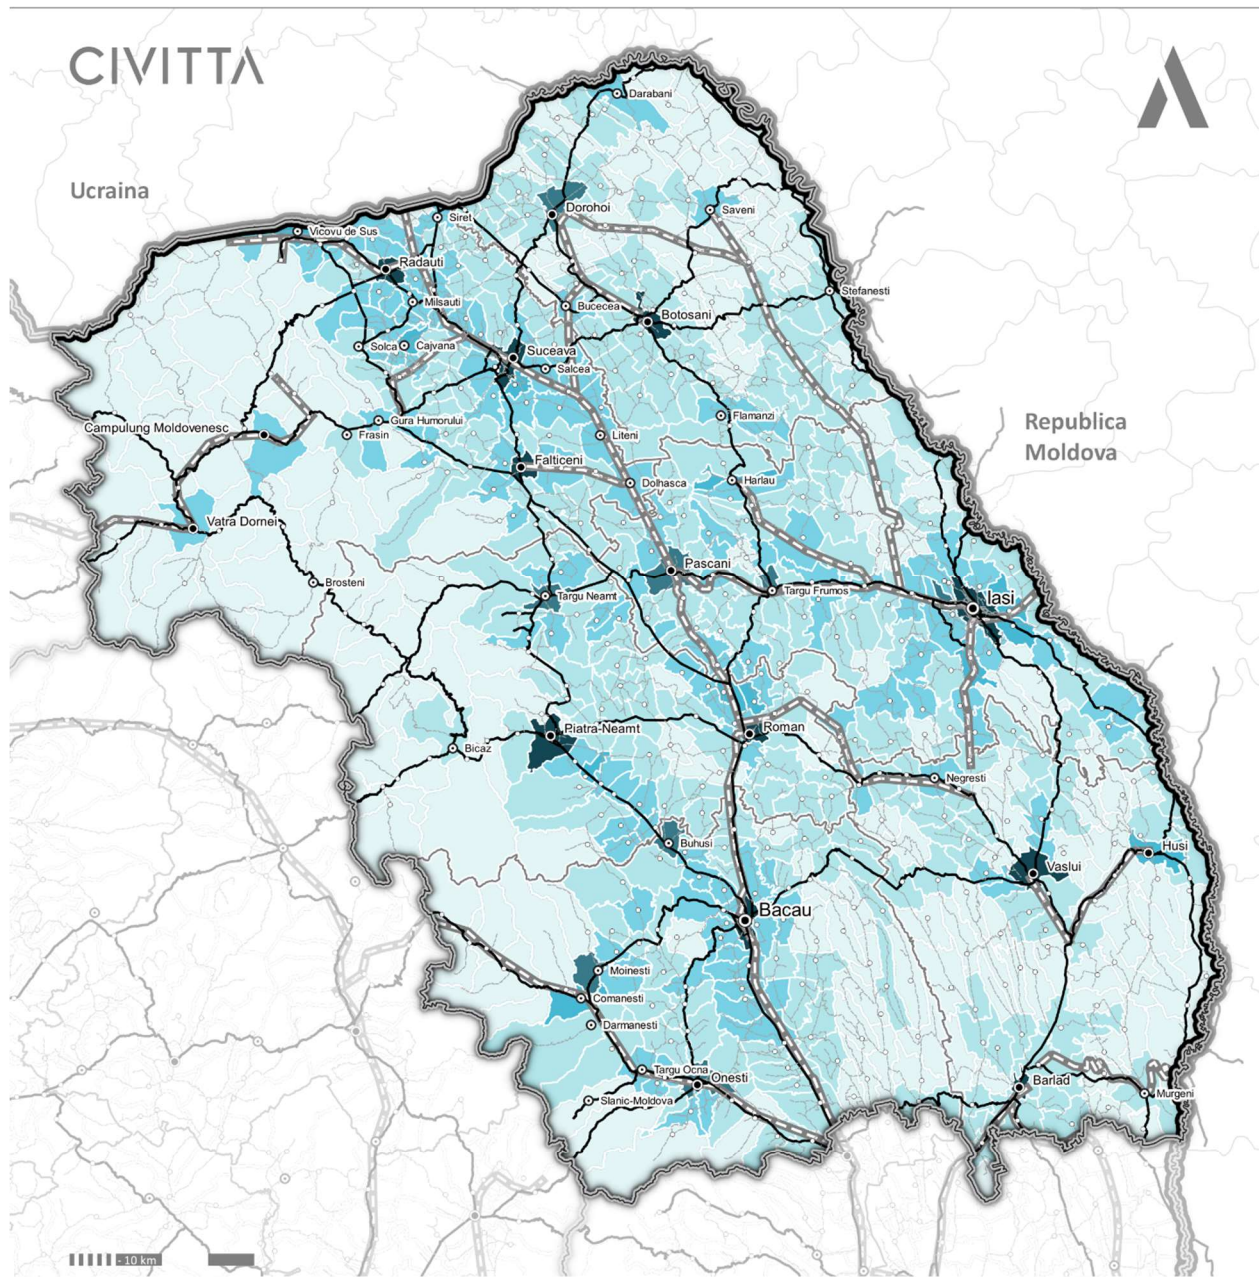 CIVITTA
Darabani
Ucraina
Dorohoi
Saveni
Siret
Vicovu de Sus
Radauti
Stefanesti
Milsauti
Bucecea
Botosani
Solca
Cajvana
Suceava
Salcea
Flamanzi
Gura Humorului
Campulung Moldovenesc
Frasin
Liteni
Republica
Moldova
Falticeni
Dolhasca
Harlau
Vatra Dornei
Pascani
Brosteni
Targu Neamt
Targu Frumos
Iasi
Piatra-Neamt
Roman
Bicaz
Negresti
Buhusi
Husi
Vaslui
Bacau
Moinesti
Comanesti
Darmanesti
Targu Ocna
Onesti
Barlad
Slanic-Moldova
Murgeni
- 10 km